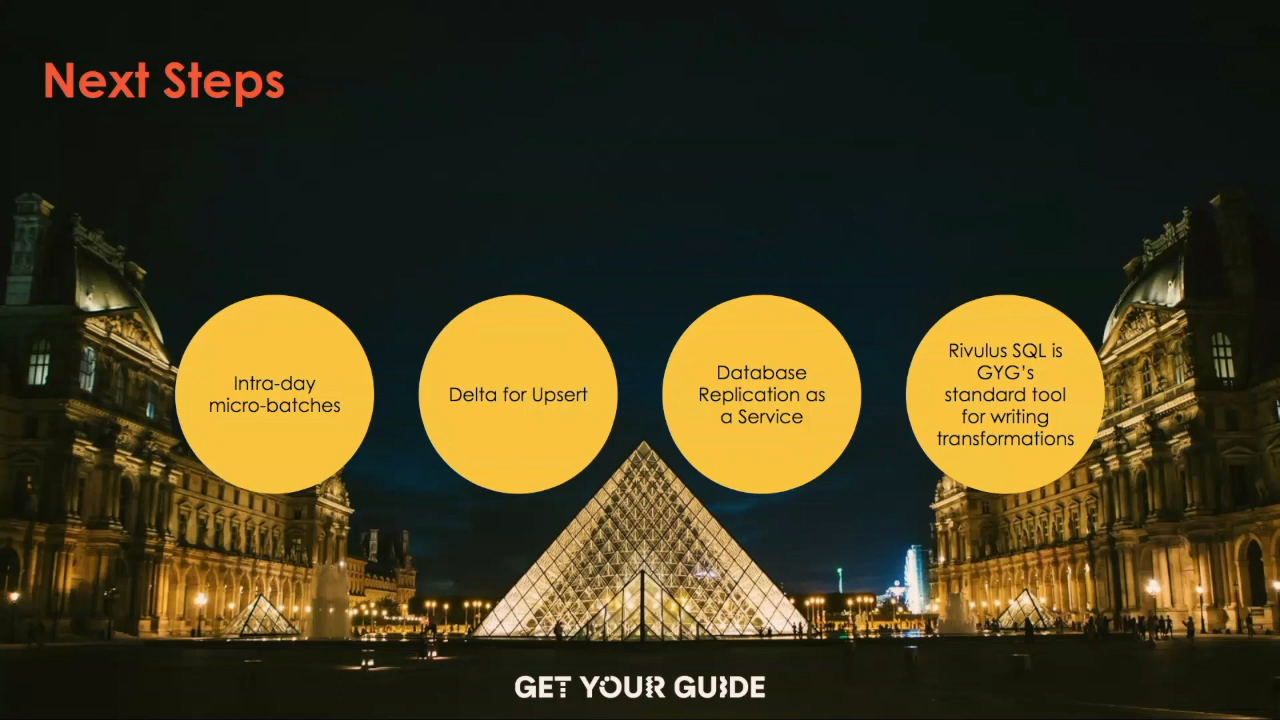 Next Steps
Intra-day
micro-batches
Delta for Upsert
Database
Replication as
a Service
Rivulus SQL is
GYG's
standard tool
for writing
transformations
GET YOUR GUIDE